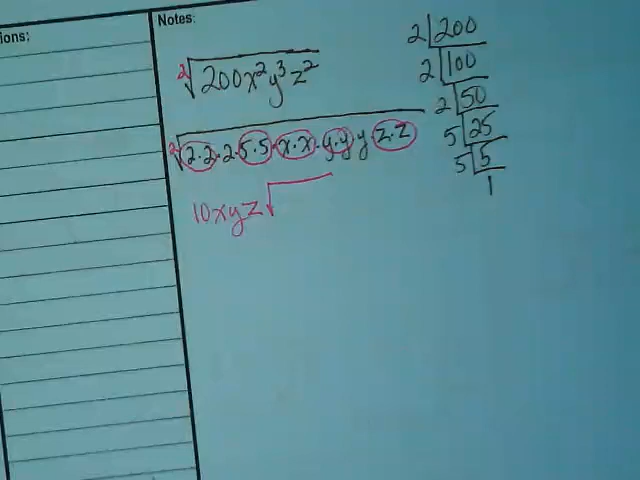 ions:
Notes:
²√200x²y³z²
²√2·2·2·5·5·x·x·y·y y z·z
10xyz√
2|200
2|100
2|50
5|25
5|5
1